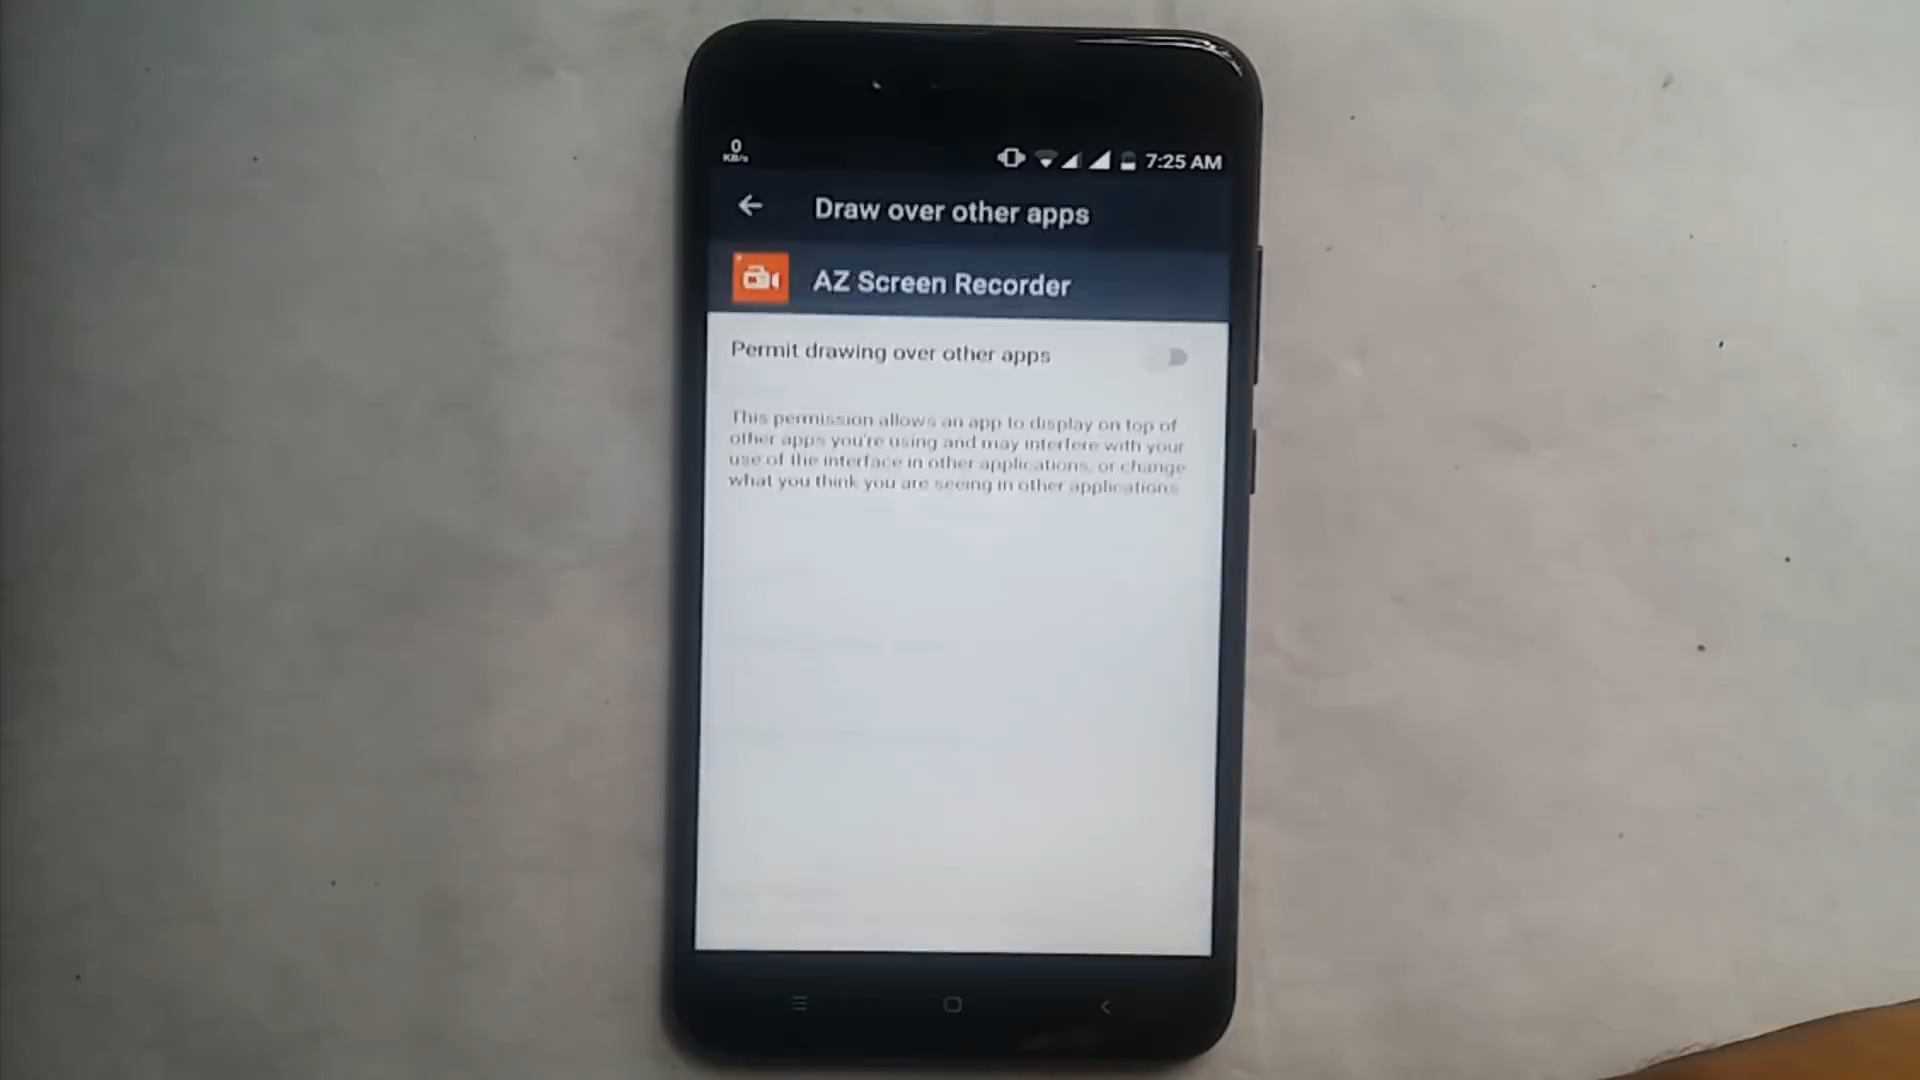 0
KB/s
7:25 AM
Draw over other apps
AZ Screen Recorder
Permit drawing over other apps
This permission allows an app to display on top of
other apps you're using and may interfere with your
use of the interface in other applications, or change
what you think you are seeing in other applications